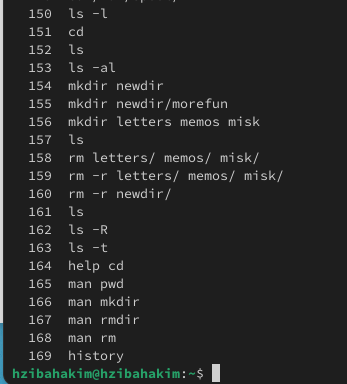 150 ls -l
151 cd
152 ls
153 ls -al
154 mkdir newdir
155 mkdir newdir/morefun
156 mkdir letters memos misk
157 ls
158 rm letters/ memos/ misk/
159 rm -r letters/ memos/ misk/
160 rm -r newdir/
161 ls
162 ls -R
163 ls -t
164 help cd
165 man pwd
166 man mkdir
167 man rmdir
168 man rm
169 history
hzibahakim@hzibahakim:~$